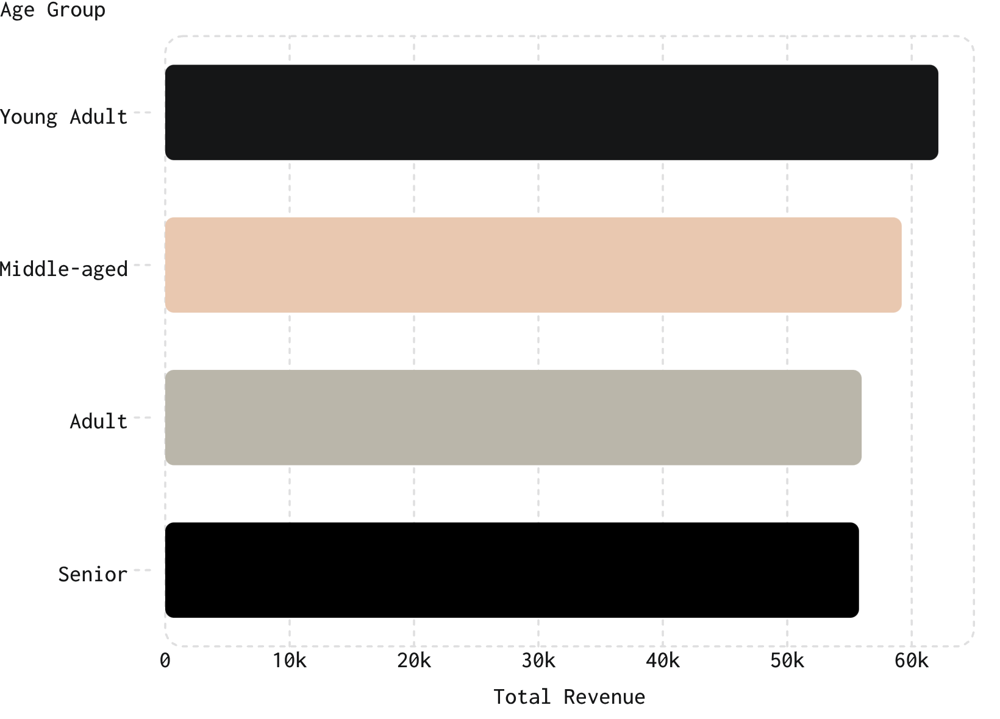 Age Group
Young Adult
Middle-aged
Adult
Senior
0 10k 20k 30k 40k 50k 60k
Total Revenue